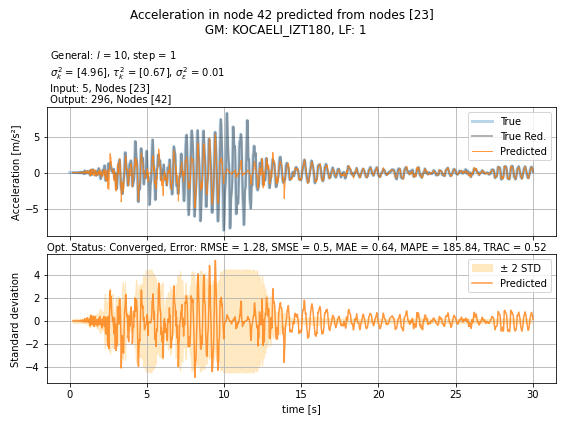 Acceleration in node 42 predicted from nodes [23]
GM: KOCAELI_IZT180, LF: 1
General: l = 10, step = 1
σ²ₖ = [4.96], τ²ₖ = [0.67], σ²ε = 0.01
Input: 5, Nodes [23]
Output: 296, Nodes [42]
True
True Red.
Predicted
Acceleration [m/s²]
5
0
−5
Opt. Status: Converged, Error: RMSE = 1.28, SMSE = 0.5, MAE = 0.64, MAPE = 185.84, TRAC = 0.52
± 2 STD
Predicted
Standard deviation
4
2
0
−2
−4
0 5 10 15 20 25 30
time [s]